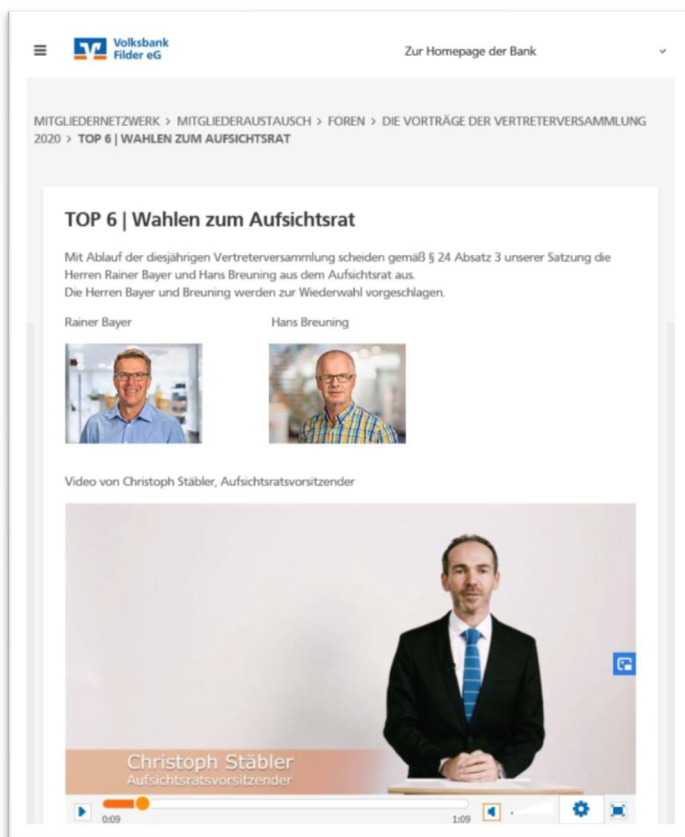 Volksbank
Filder eG
Zur Homepage der Bank
MITGLIEDERNETZWERK > MITGLIEDERAUSTAUSCH > FOREN > DIE VORTRÄGE DER VERTRETERVERSAMMLUNG
2020 > TOP 6 | WAHLEN ZUM AUFSICHTSRAT
TOP 6 | Wahlen zum Aufsichtsrat
Mit Ablauf der diesjährigen Vertreterversammlung scheiden gemäß § 24 Absatz 3 unserer Satzung die
Herren Rainer Bayer und Hans Breuning aus dem Aufsichtsrat aus.
Die Herren Bayer und Breuning werden zur Wiederwahl vorgeschlagen.
Rainer Bayer Hans Breuning
Video von Christoph Stäbler, Aufsichtsratsvorsitzender
Christoph Stäbler
Aufsichtsratsvorsitzender
0:09 1:09